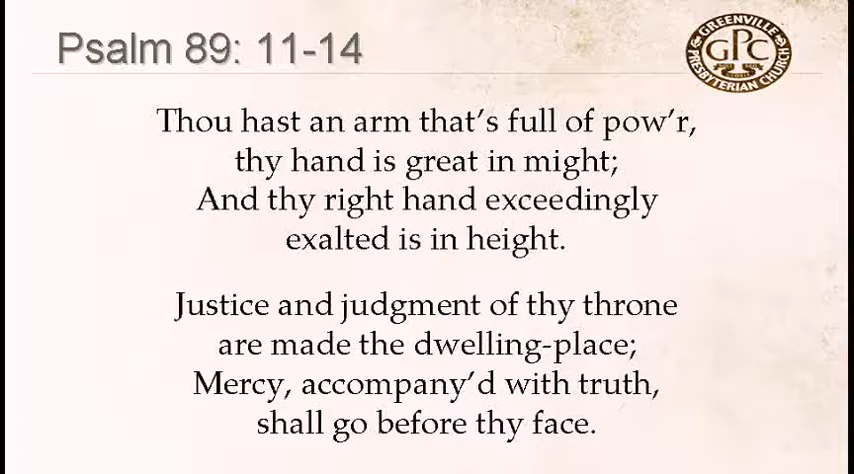 Psalm 89: 11-14
GREENVILLE
GPC
PRESBYTERIAN CHURCH
Thou hast an arm that's full of pow'r,
thy hand is great in might;
And thy right hand exceedingly
exalted is in height.
Justice and judgment of thy throne
are made the dwelling-place;
Mercy, accompany'd with truth,
shall go before thy face.